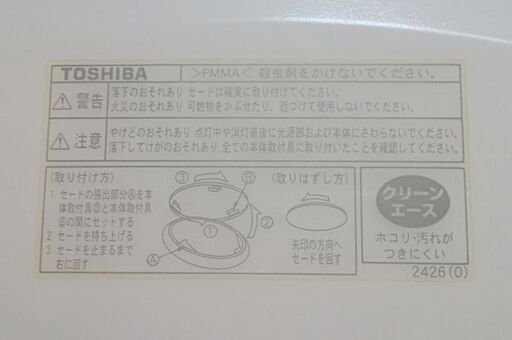 TOSHIBA >PMMA< 殺虫剤をかけないでください。
警告 落下のおそれあり セードは確実に取り付けてください。
火災のおそれあり 可燃物をかぶせたり、近づけて使用しないでください。
注意 やけどのおそれあり 点灯中や消灯直後に光源部および本体にさわらないでください。
落下してけがのおそれあり 全ての本体取付具に取り付いたことを確認してください。
(取り付け方)
1 セードの張出部分Ⓐを本
体取付具Ⓑと本体取付具
Ⓑの間にセットする
2 セードを持ち上げる
3 セードを止まるまで
右に回す
③
Ⓑ
②
①
Ⓐ
(取りはずし方)
矢印の方向へ
セードを回す
クリーン
エース
ホコリ・汚れが
つきにくい
2426(0)